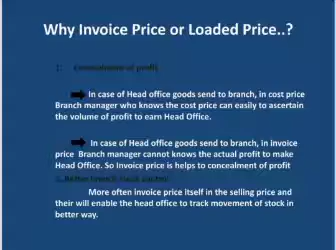 Why Invoice Price or Loaded Price..?
1. Concealment of profit
In case of Head office goods send to branch, in cost price
Branch manager who knows the cost price can easily to ascertain
the volume of profit to earn Head Office.
In case of Head office goods send to branch, in invoice
price Branch manager cannot knows the actual profit to make
Head Office. So Invoice price is helps to concealment of profit
More often invoice price itself in the selling price and
their will enable the head office to track movement of stock in
better way.